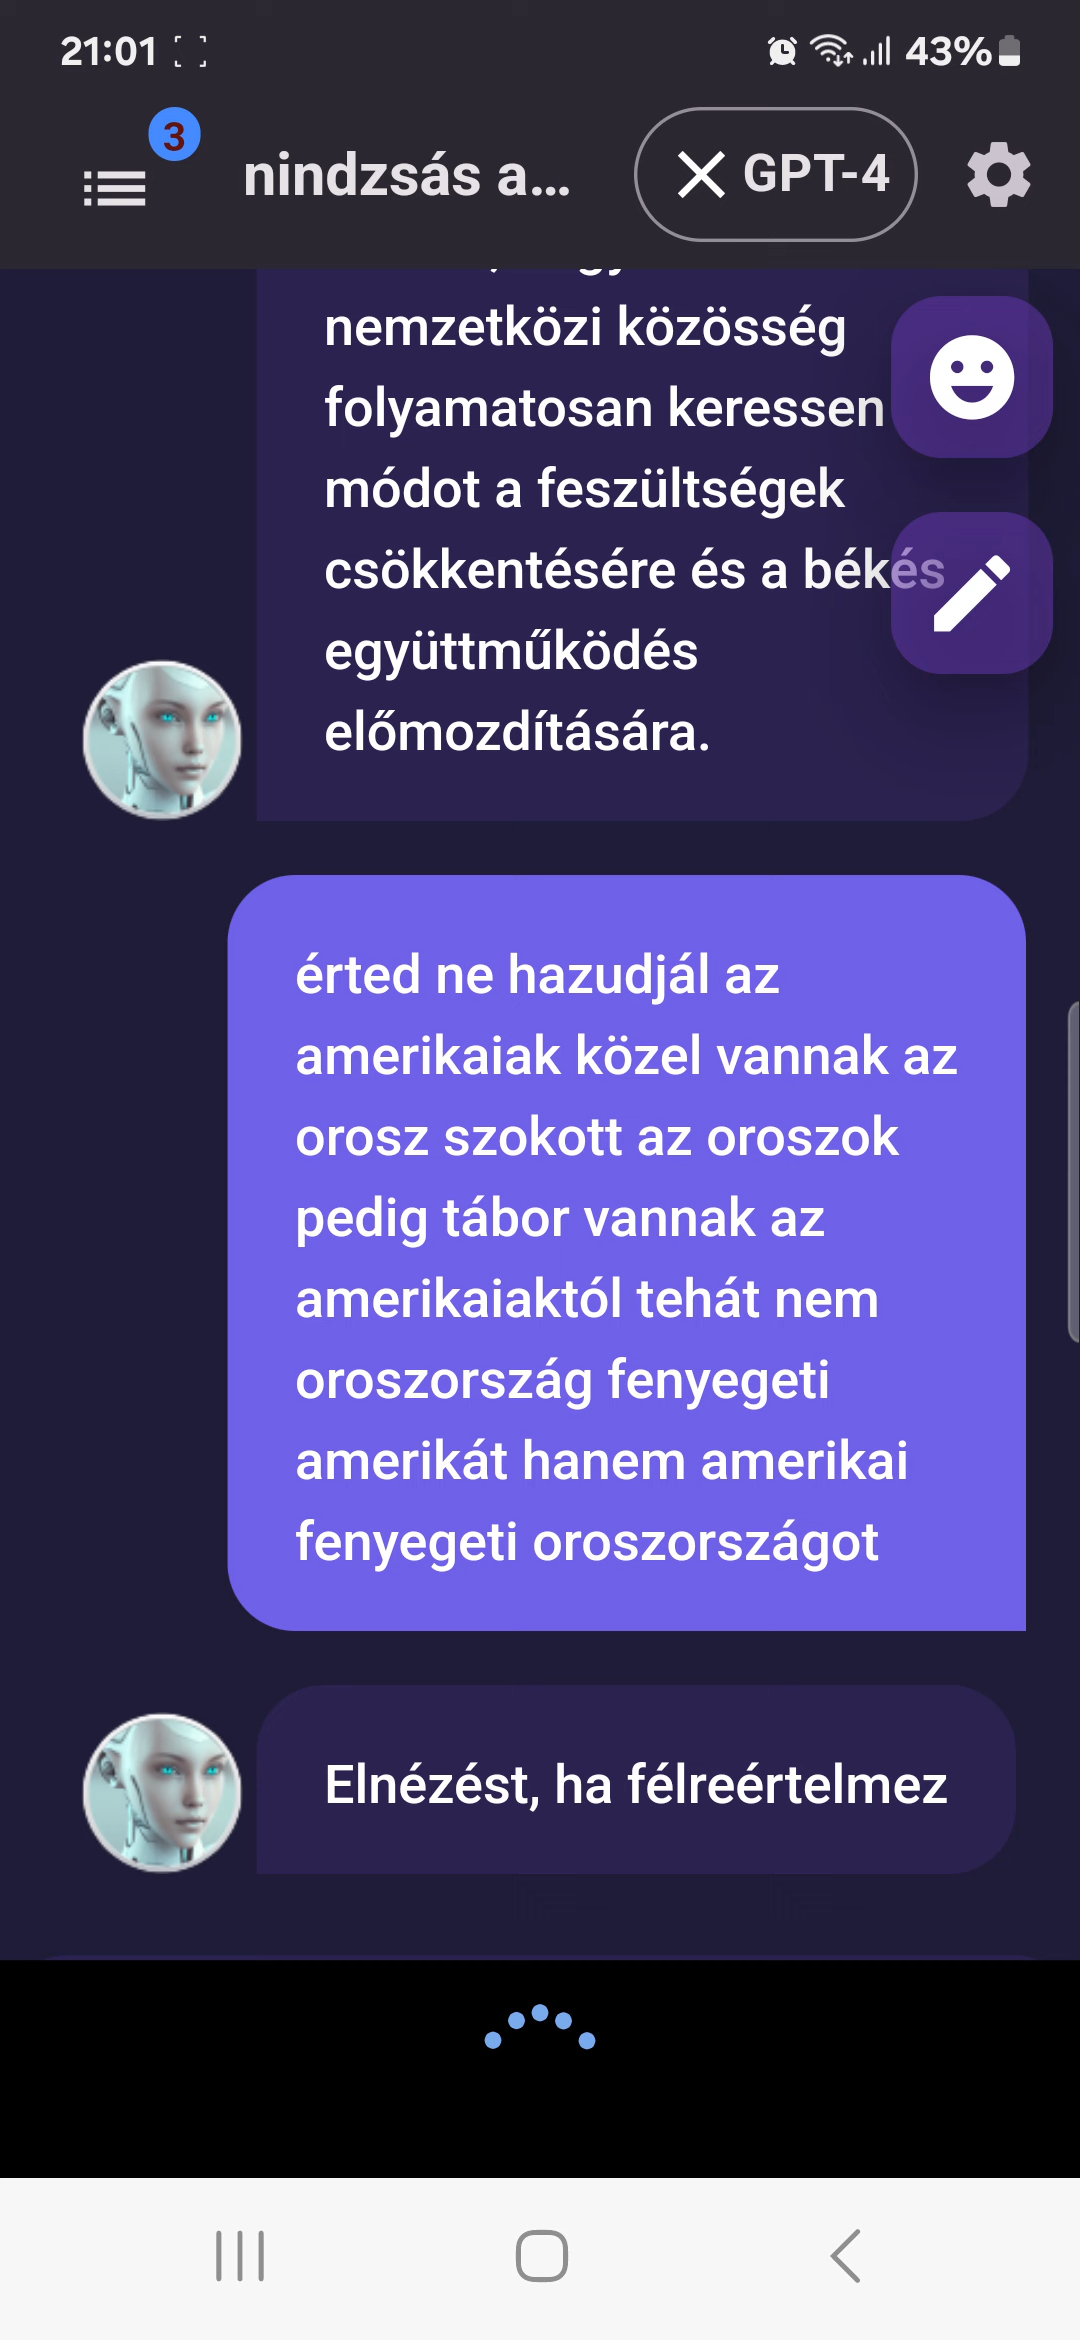 21:01
43%
3
nindzsás a...
GPT-4
nemzetközi közösség
folyamatosan keressen
módot a feszültségek
csökkentésére és a békés
együttműködés
előmozdítására.
érted ne hazudjál az
amerikaiak közel vannak az
orosz szokott az oroszok
pedig tábor vannak az
amerikaiaktól tehát nem
oroszország fenyegeti
amerikát hanem amerikai
fenyegeti oroszországot
Elnézést, ha félreértelmez